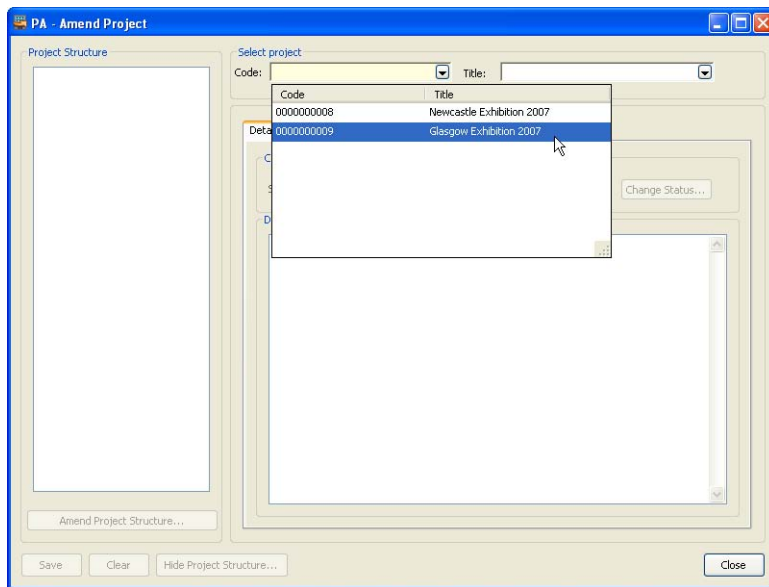 PA - Amend Project
Project Structure
Select project
Code:
Title:
Code Title
0000000008 Newcastle Exhibition 2007
0000000009 Glasgow Exhibition 2007
Change Status...
Amend Project Structure...
Save Clear Hide Project Structure... Close